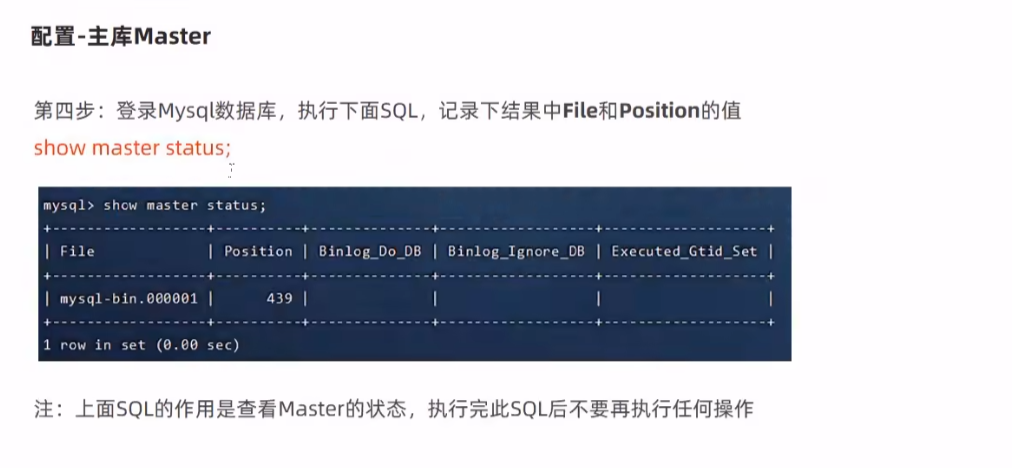 配置-主库Master
第四步：登录Mysql数据库，执行下面SQL，记录下结果中File和Position的值
show master status;
mysql> show master status;
+------------------+----------+--------------+------------------+-------------------+
| File | Position | Binlog_Do_DB | Binlog_Ignore_DB | Executed_Gtid_Set |
+------------------+----------+--------------+------------------+-------------------+
| mysql-bin.000001 | 439 | | | |
+------------------+----------+--------------+------------------+-------------------+
1 row in set (0.00 sec)
注：上面SQL的作用是查看Master的状态，执行完此SQL后不要再执行任何操作